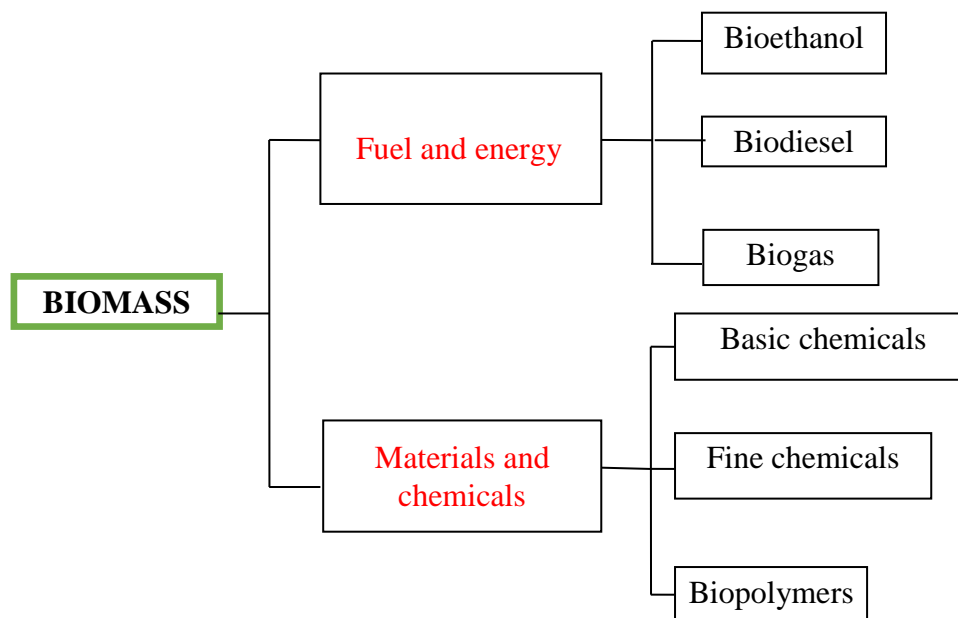 Bioethanol
Fuel and energy
Biodiesel
Biogas
BIOMASS
Basic chemicals
Materials and
chemicals
Fine chemicals
Biopolymers